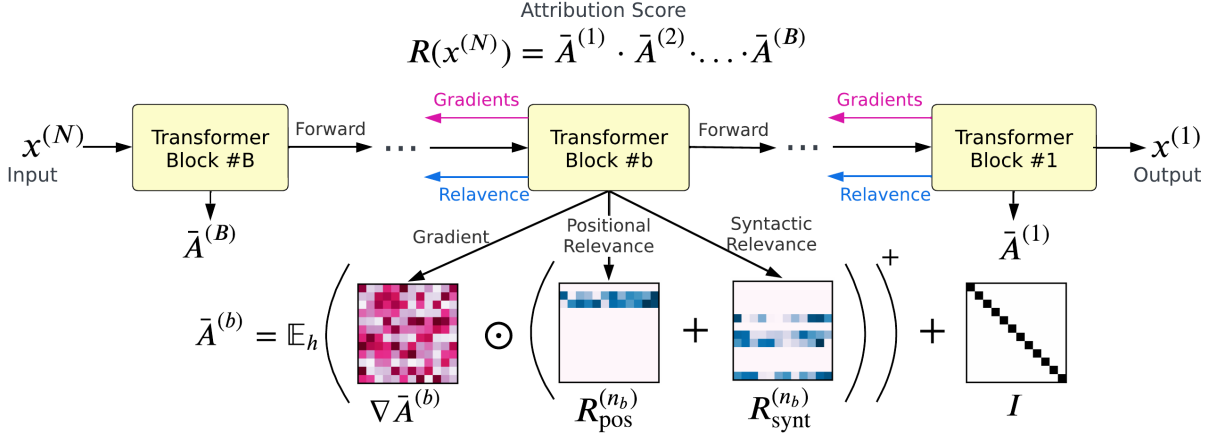 Attribution Score
R(x^(N)) = Ā^(1) · Ā^(2) · . . . · Ā^(B)
Gradients
Gradients
x^(N)
Input
Transformer
Block #B
Forward
...
Transformer
Block #b
Forward
...
Transformer
Block #1
x^(1)
Output
Relavence
Relavence
Ā^(B)
Gradient
Positional
Relevance
Syntactic
Relevance
Ā^(1)
Ā^(b) = 𝔼_h ( ⊙ ( + ) )^+ +
∇Ā^(b)
R_pos^(n_b)
R_synt^(n_b)
I